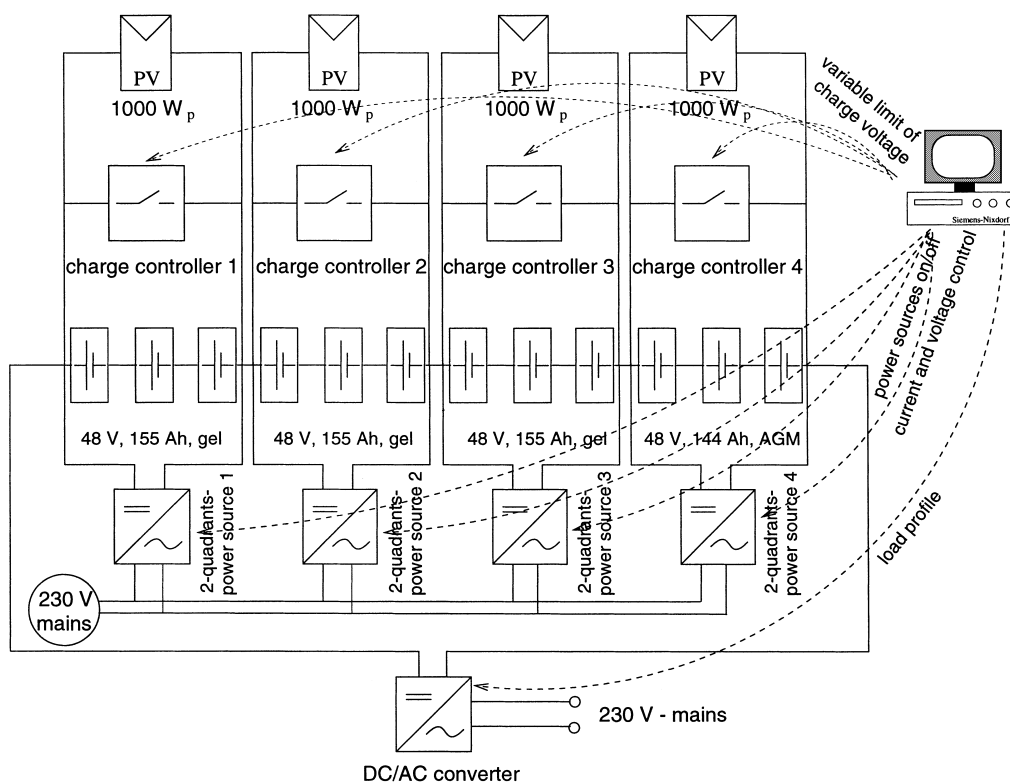 PV
PV
PV
PV
1000 Wp
1000 Wp
1000 Wp
1000 Wp
variable limit of
charge voltage
Siemens-Nixdorf
charge controller 1
charge controller 2
charge controller 3
charge controller 4
power sources on/off
current and voltage control
48 V, 155 Ah, gel
48 V, 155 Ah, gel
48 V, 155 Ah, gel
48 V, 144 Ah, AGM
2-quadrants-
power source 1
2-quadrants-
power source 2
2-quadrants-
power source 3
2-quadrants-
power source 4
load profile
230 V
mains
230 V - mains
DC/AC converter